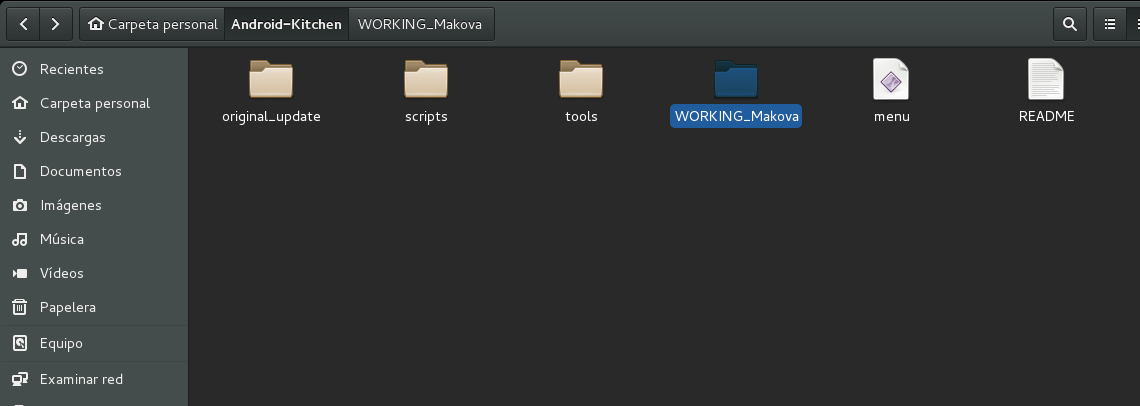 Carpeta personal Android-Kitchen WORKING_Makova
Recientes
Carpeta personal
Descargas
Documentos
Imágenes
Música
Vídeos
Papelera
Equipo
Examinar red
original_update scripts tools WORKING_Makova menu README